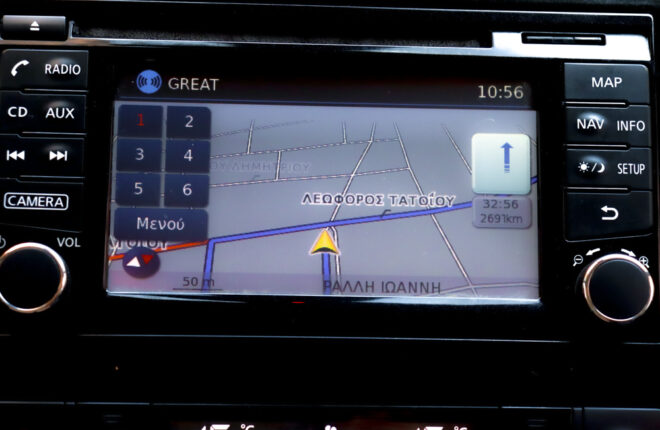 RADIO
CD AUX
CAMERA
VOL
GREAT
10:56
1 2
3 4
5 6
Μενού
ΔΗΜΗΤΡΙΟΥ
ΛΕΩΦΟΡΟΣ ΤΑΤΟΪΟΥ
32:56
2691km
50 m
ΡΑΛΛΗ ΙΩΑΝΝΗ
MAP
NAV INFO
SETUP